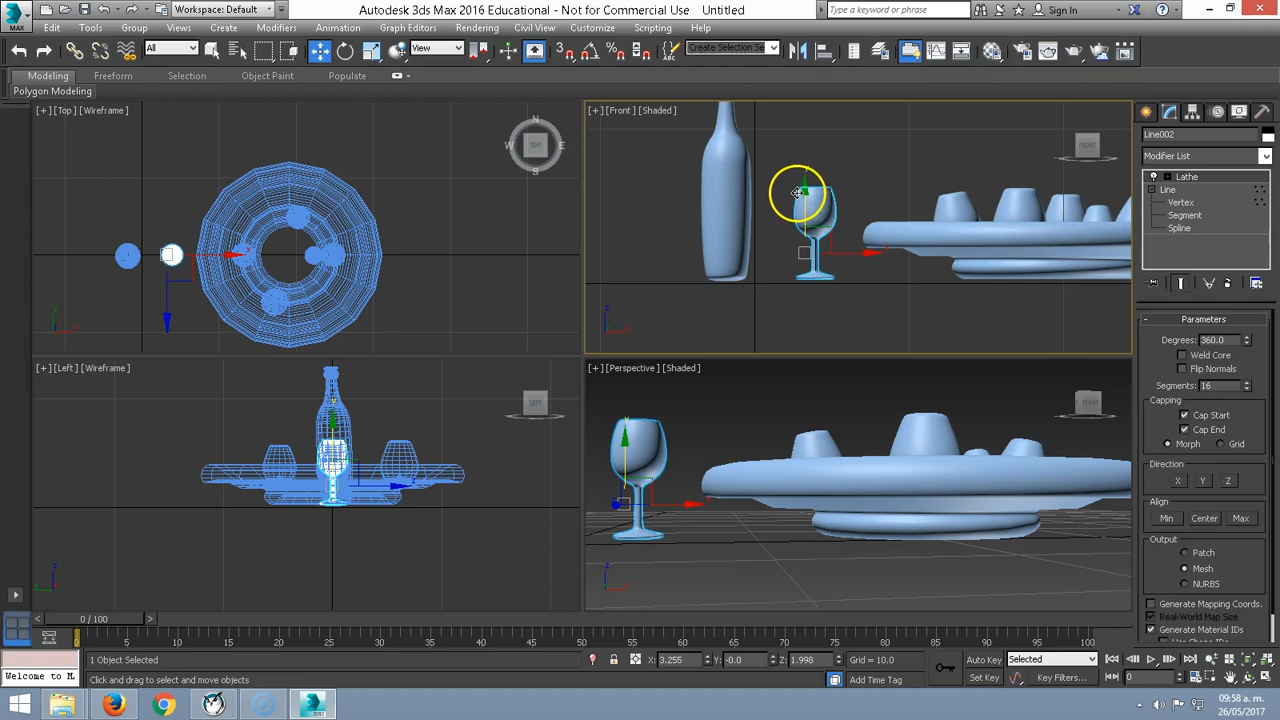 Workspace: Default
Autodesk 3ds Max 2016 Educational - Not for Commercial Use    Untitled
Type a keyword or phrase
Sign In
MAX
Edit Tools Group Views Create Modifiers Animation Graph Editors Rendering Civil View Customize Scripting Help
All
View
Create Selection Se
Modeling Freeform Selection Object Paint Populate
Polygon Modeling
[+] [Top] [Wireframe]
[+] [Front] [Shaded]
N
W TOP E
S
FRONT
Line002
Modifier List
Lathe
Line
Vertex
Segment
Spline
Parameters
Degrees: 360.0
Weld Core
Flip Normals
Segments: 16
[+] [Left] [Wireframe]
[+] [Perspective] [Shaded]
LEFT
FRONT
Capping
Cap Start
Cap End
Morph Grid
Direction
X Y Z
Align
Min Center Max
Output
Patch
Mesh
NURBS
Generate Mapping Coords.
Real-World Map Size
Generate Material IDs
0 / 100
0 5 10 15 20 25 30 35 40 45 50 55 60 65 70 75 80 85 90 95 100
1 Object Selected
X: 3.255 Y: -0.0 Z: 1.998 Grid = 10.0
Auto Key Selected
Welcome to M
Click and drag to select and move objects
Add Time Tag
Set Key Key Filters... 0
09:58 a. m.
26/05/2017